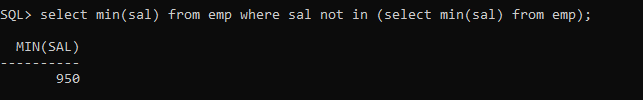 SQL> select min(sal) from emp where sal not in (select min(sal) from emp);
  MIN(SAL)
----------
       950